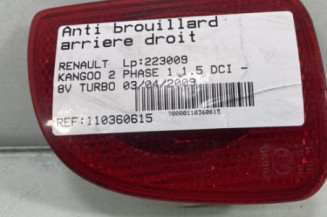 Anti brouillard
arriere droit
RENAULT Lp:223009
KANGOO 2 PHASE 1 1.5 DCI -
8V TURBO 03/04/2009
70000110360615
REF:110360615